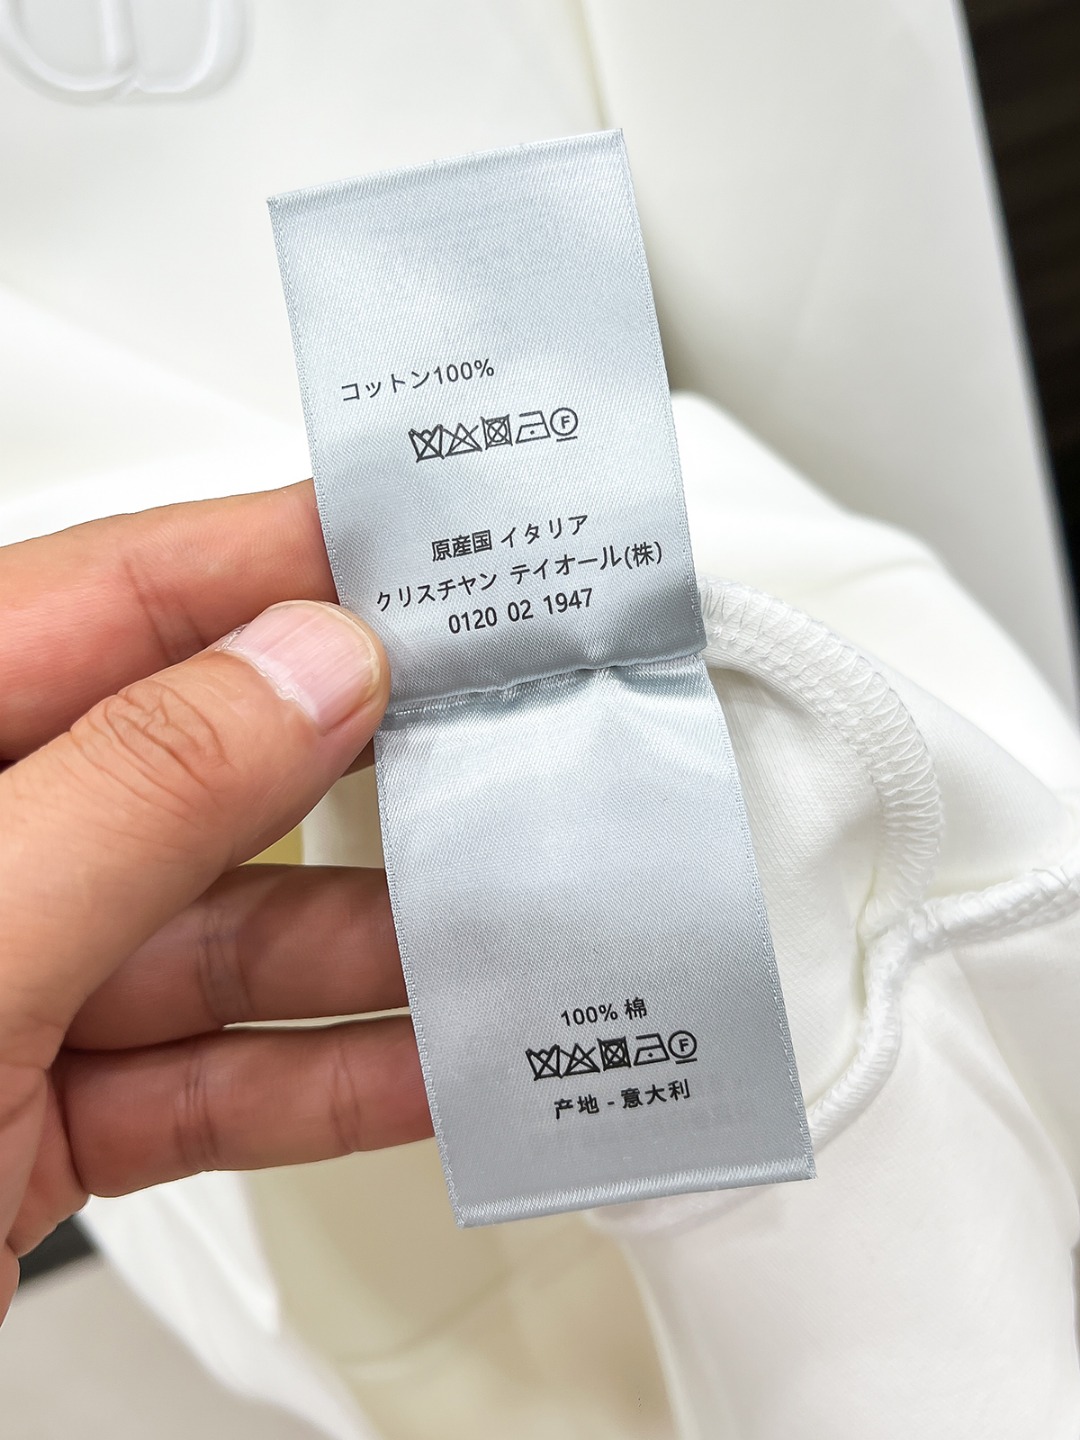 コットン100%
原産国 イタリア
クリスチャン テイオール(株)
0120 02 1947
100% 棉
产地 - 意大利